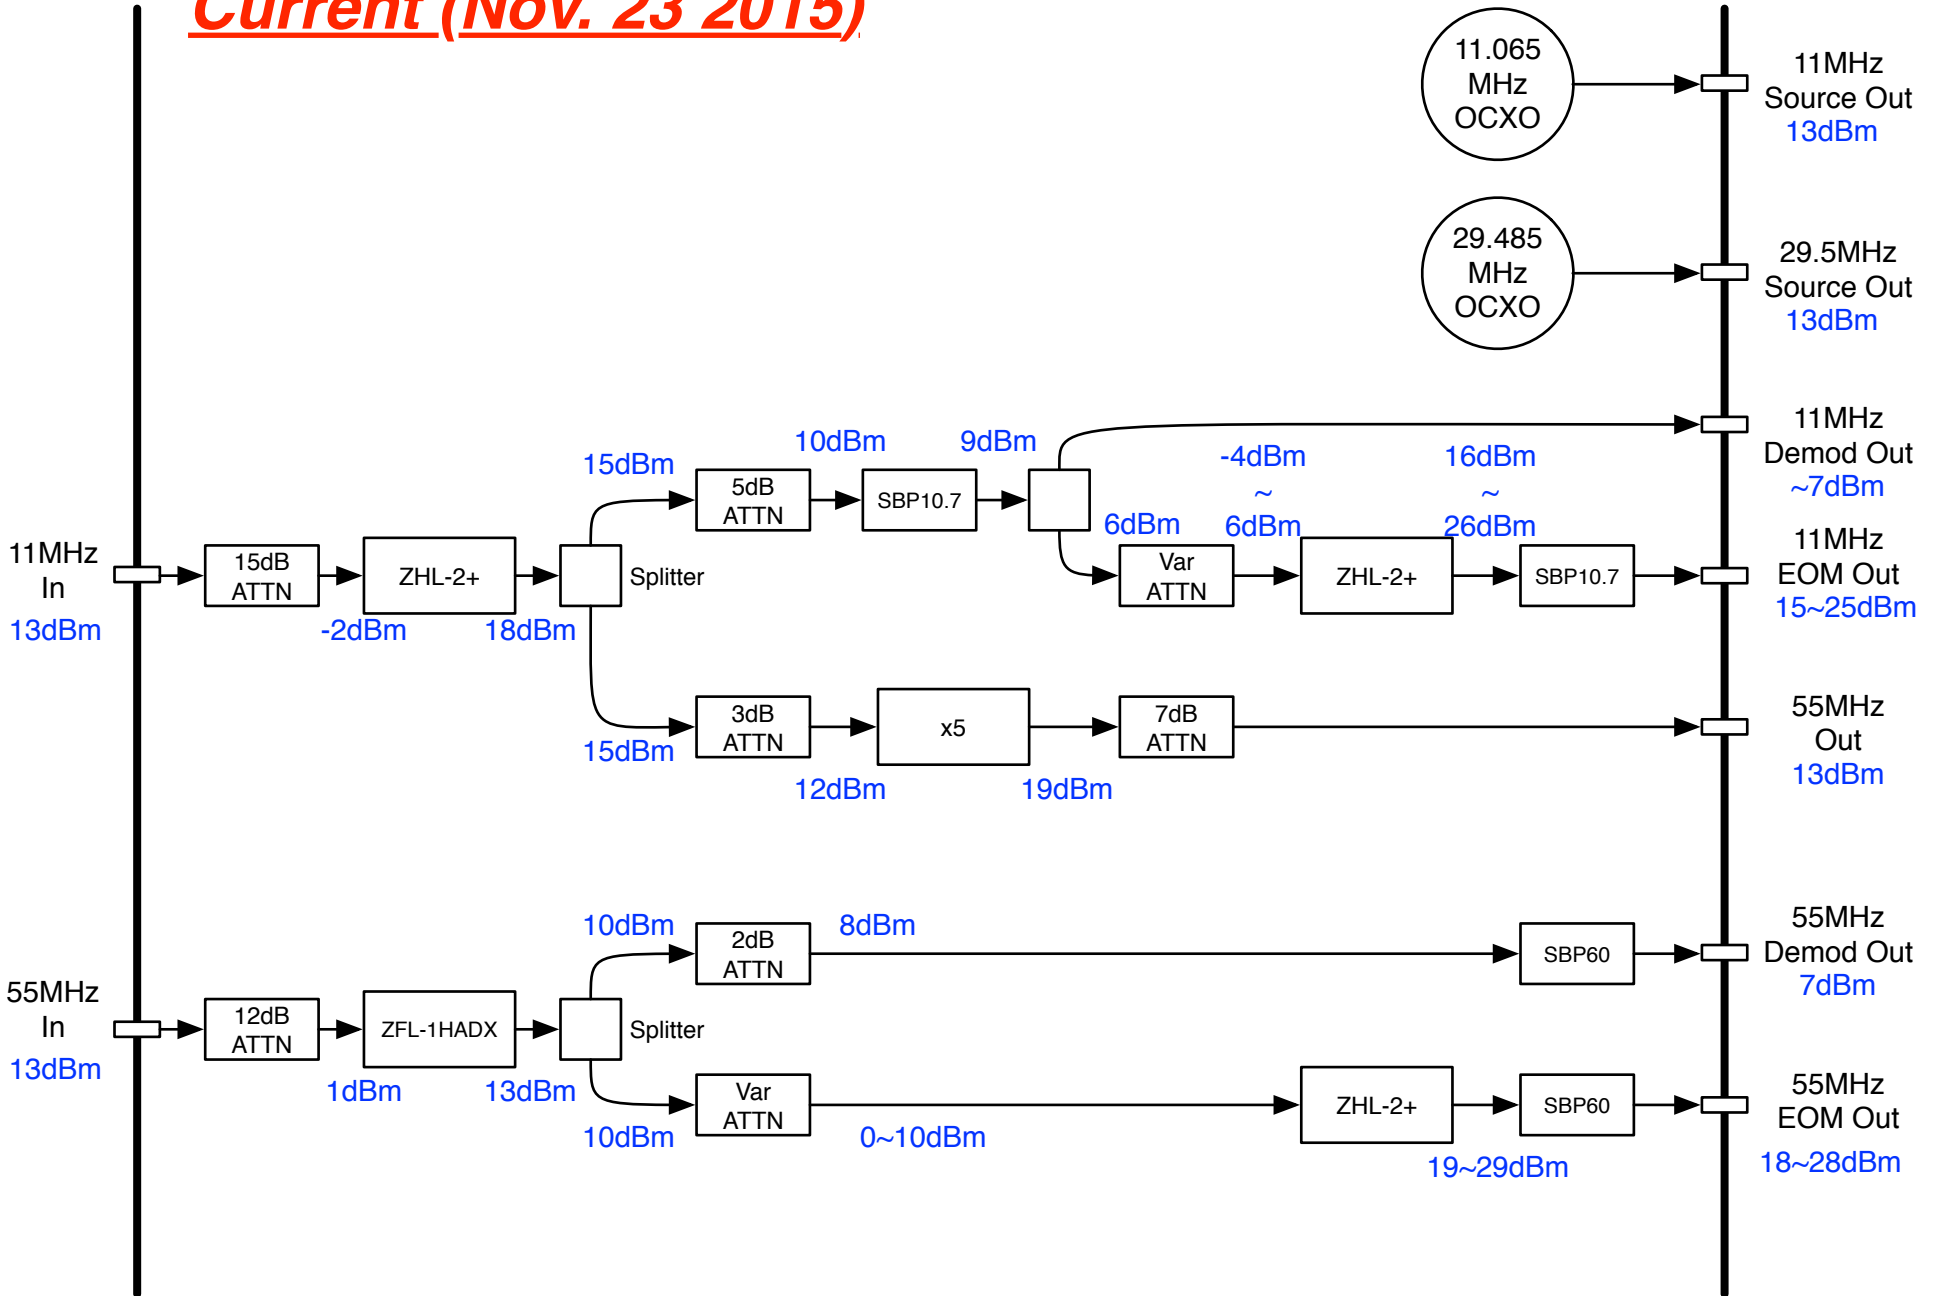 Current (Nov. 23 2015)
11.065
MHz
OCXO
11MHz
Source Out
13dBm
29.485
MHz
OCXO
29.5MHz
Source Out
13dBm
11MHz
In
13dBm
15dB
ATTN
-2dBm
ZHL-2+
18dBm
Splitter
15dBm
5dB
ATTN
10dBm
SBP10.7
9dBm
11MHz
Demod Out
~7dBm
6dBm
Var
ATTN
-4dBm
~
6dBm
ZHL-2+
16dBm
~
26dBm
SBP10.7
11MHz
EOM Out
15~25dBm
15dBm
3dB
ATTN
12dBm
x5
19dBm
7dB
ATTN
55MHz
Out
13dBm
55MHz
In
13dBm
12dB
ATTN
1dBm
ZFL-1HADX
13dBm
Splitter
10dBm
2dB
ATTN
8dBm
SBP60
55MHz
Demod Out
7dBm
10dBm
Var
ATTN
0~10dBm
ZHL-2+
19~29dBm
SBP60
55MHz
EOM Out
18~28dBm